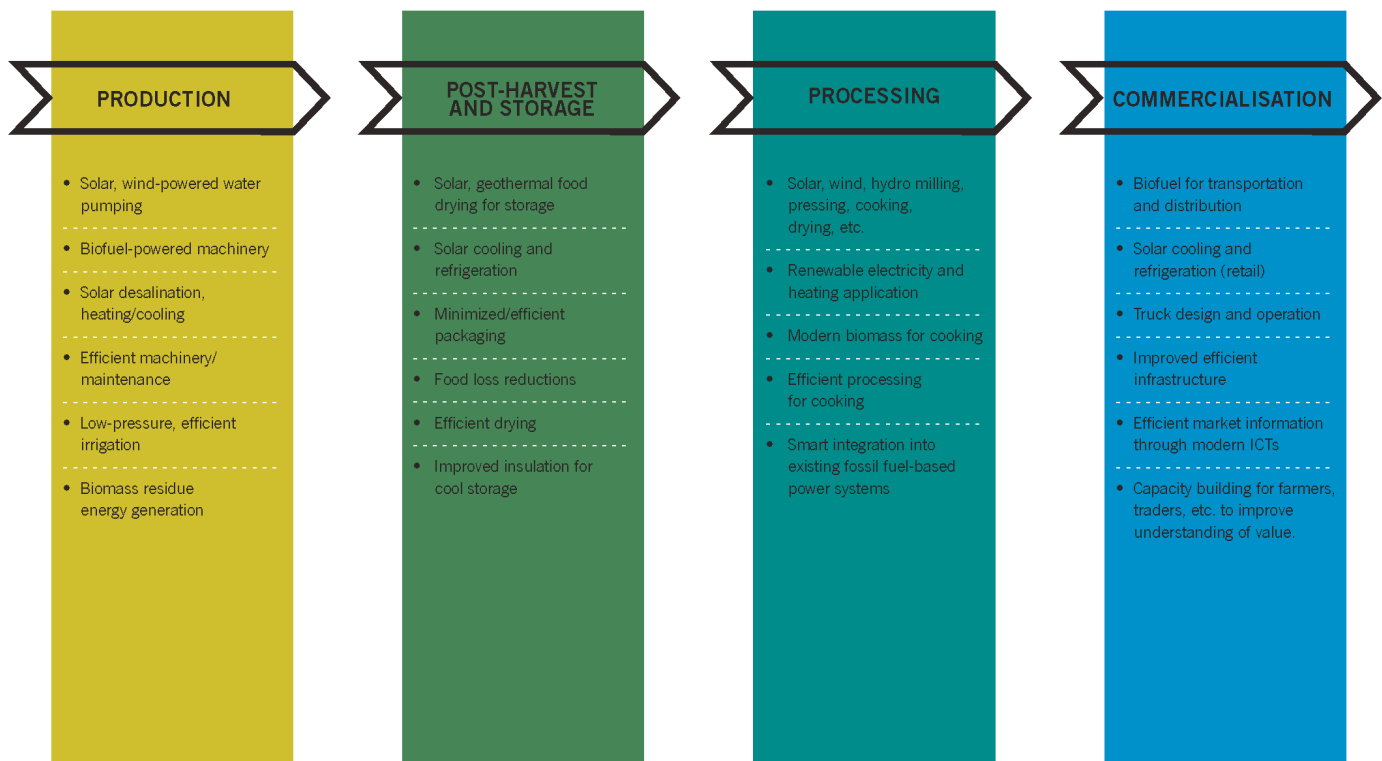 PRODUCTION
• Solar, wind-powered water
pumping
• Biofuel-powered machinery
• Solar desalination,
heating/cooling
• Efficient machinery/
maintenance
• Low-pressure, efficient
irrigation
• Biomass residue
energy generation
POST-HARVEST
AND STORAGE
• Solar, geothermal food
drying for storage
• Solar cooling and
refrigeration
• Minimized/efficient
packaging
• Food loss reductions
• Efficient drying
• Improved insulation for
cool storage
PROCESSING
• Solar, wind, hydro milling,
pressing, cooking,
drying, etc.
• Renewable electricity and
heating application
• Modern biomass for cooking
• Efficient processing
for cooking
• Smart integration into
existing fossil fuel-based
power systems
COMMERCIALISATION
• Biofuel for transportation
and distribution
• Solar cooling and
refrigeration (retail)
• Truck design and operation
• Improved efficient
infrastructure
• Efficient market information
through modern ICTs
• Capacity building for farmers,
traders, etc. to improve
understanding of value.